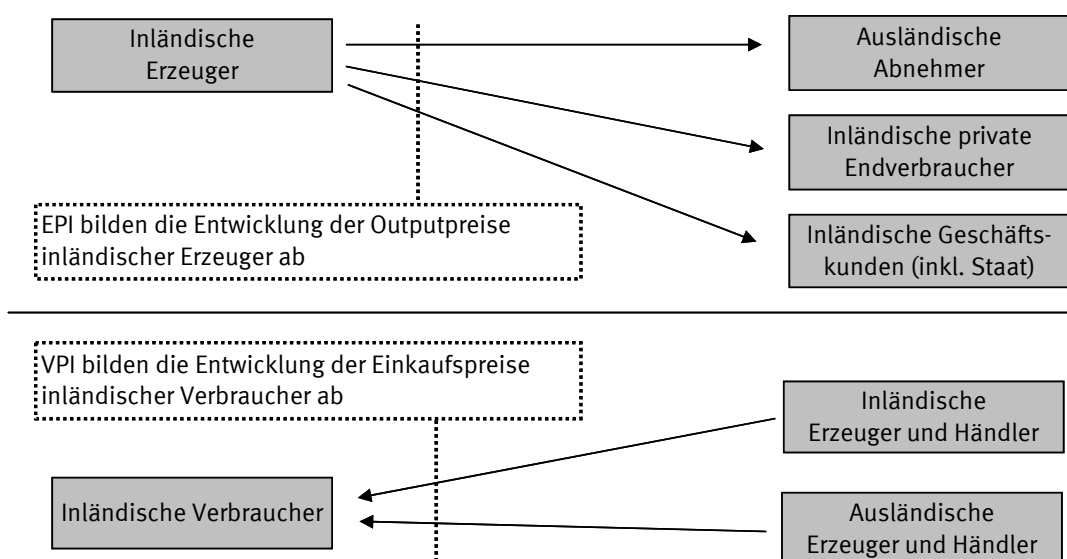 Inländische
Erzeuger
Ausländische
Abnehmer
Inländische private
Endverbraucher
EPI bilden die Entwicklung der Outputpreise
inländischer Erzeuger ab
Inländische Geschäfts-
kunden (inkl. Staat)
VPI bilden die Entwicklung der Einkaufspreise
inländischer Verbraucher ab
Inländische
Erzeuger und Händler
Inländische Verbraucher
Ausländische
Erzeuger und Händler